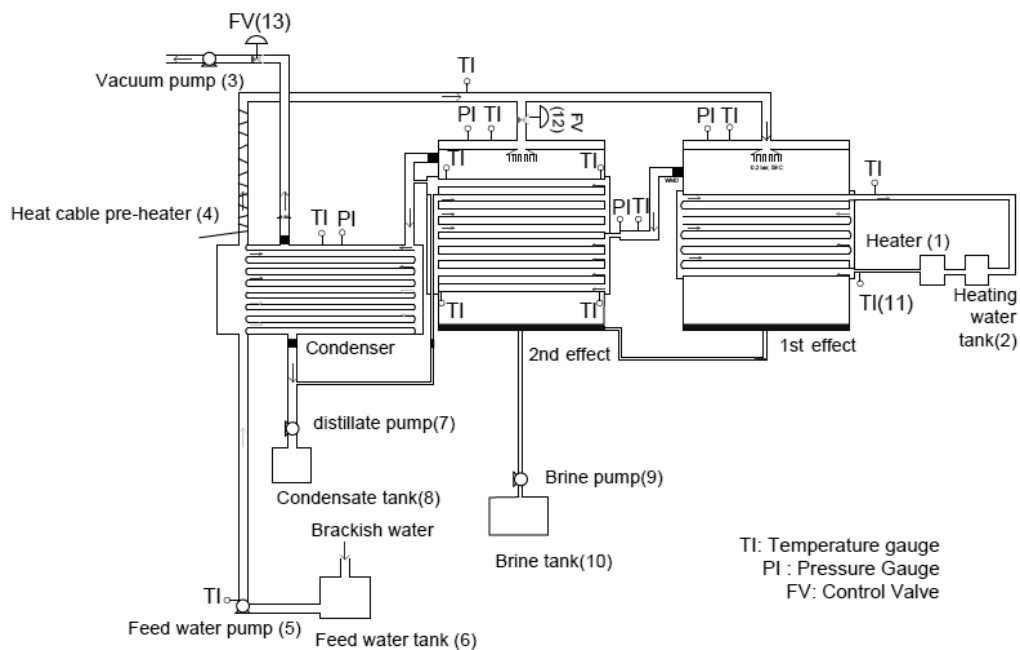 FV(13)
Vacuum pump (3)
TI
PI TI
FV
(12)
PI TI
TI
TI
TI
Heat cable pre-heater (4)
TI PI
PI TI
Heater (1)
TI
TI
TI(11)
Heating
water
tank(2)
Condenser
2nd effect
1st effect
distillate pump(7)
Condensate tank(8)
Brine pump(9)
Brackish water
Brine tank(10)
TI: Temperature gauge
PI : Pressure Gauge
FV: Control Valve
TI
Feed water pump (5)
Feed water tank (6)